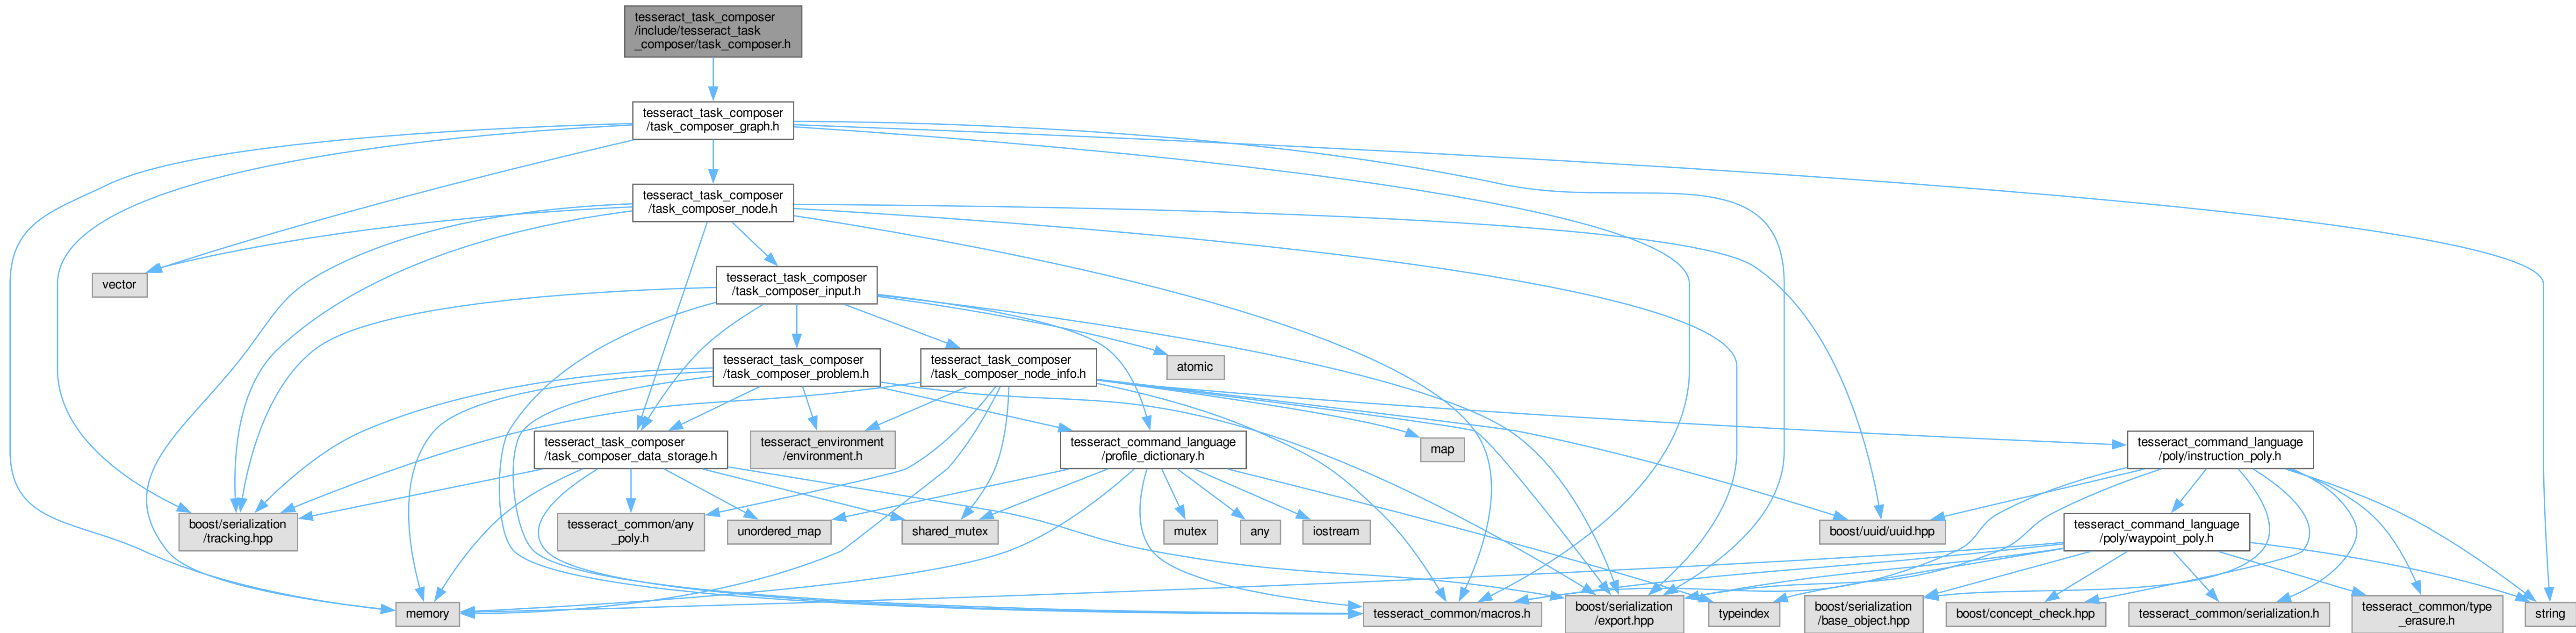 tesseract_task_composer
/include/tesseract_task
_composer/task_composer.h
tesseract_task_composer
/task_composer_graph.h
tesseract_task_composer
/task_composer_node.h
vector
tesseract_task_composer
/task_composer_input.h
tesseract_task_composer
/task_composer_problem.h
tesseract_task_composer
/task_composer_node_info.h
atomic
tesseract_task_composer
/task_composer_data_storage.h
tesseract_environment
/environment.h
tesseract_command_language
/profile_dictionary.h
map
tesseract_command_language
/poly/instruction_poly.h
boost/serialization
/tracking.hpp
tesseract_common/any
_poly.h
unordered_map
shared_mutex
mutex
any
iostream
boost/uuid/uuid.hpp
tesseract_command_language
/poly/waypoint_poly.h
memory
tesseract_common/macros.h
boost/serialization
/export.hpp
typeindex
boost/serialization
/base_object.hpp
boost/concept_check.hpp
tesseract_common/serialization.h
tesseract_common/type
_erasure.h
string